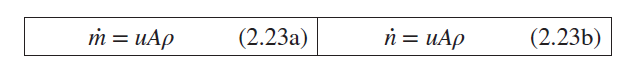 ṁ = uAρ (2.23a) ṅ = uAρ (2.23b)